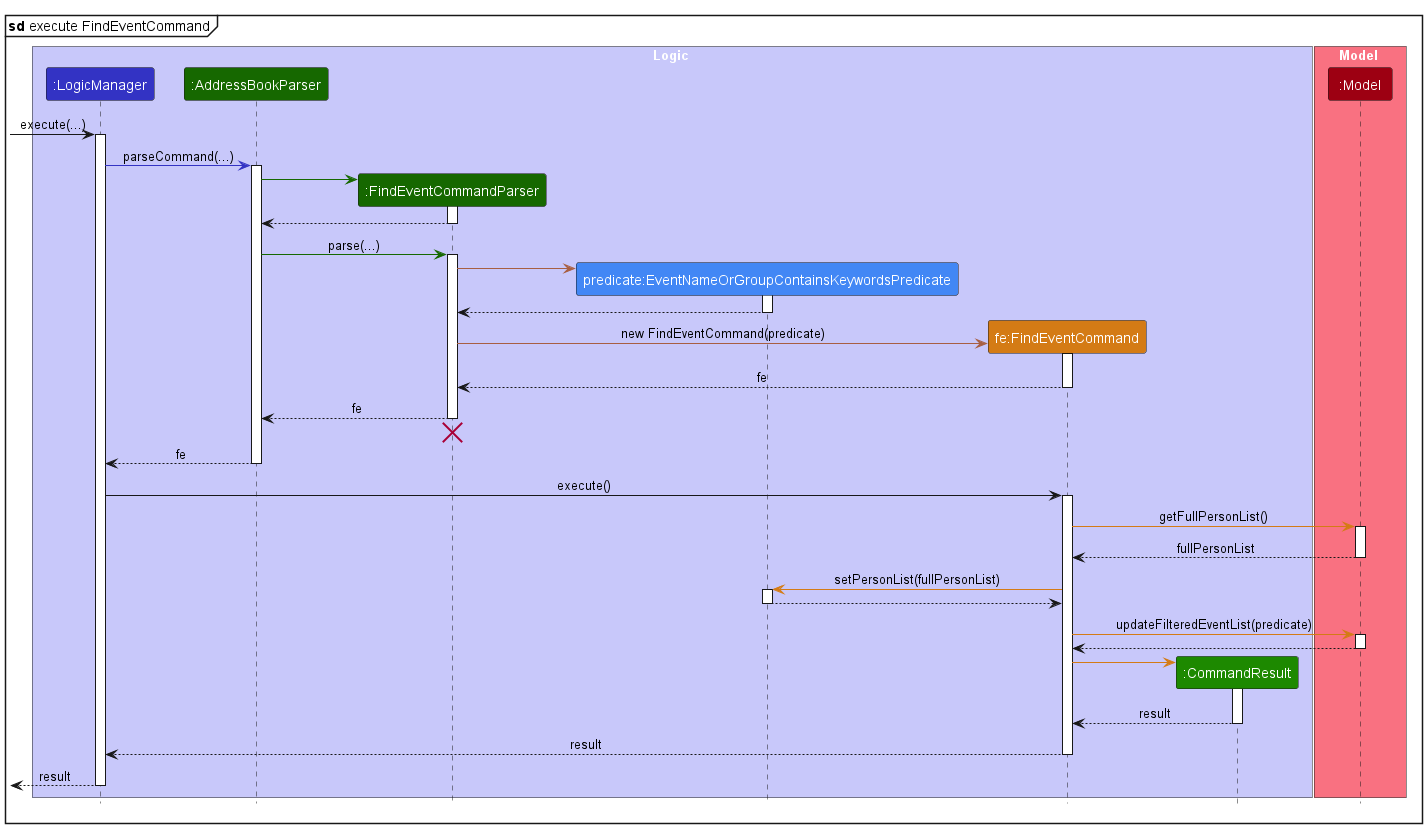 sd execute FindEventCommand
Logic
Model
:LogicManager
:AddressBookParser
:Model
execute(...)
parseCommand(...)
:FindEventCommandParser
parse(...)
predicate:EventNameOrGroupContainsKeywordsPredicate
new FindEventCommand(predicate)
fe:FindEventCommand
fe
fe
fe
execute()
getFullPersonList()
fullPersonList
setPersonList(fullPersonList)
updateFilteredEventList(predicate)
:CommandResult
result
result
result